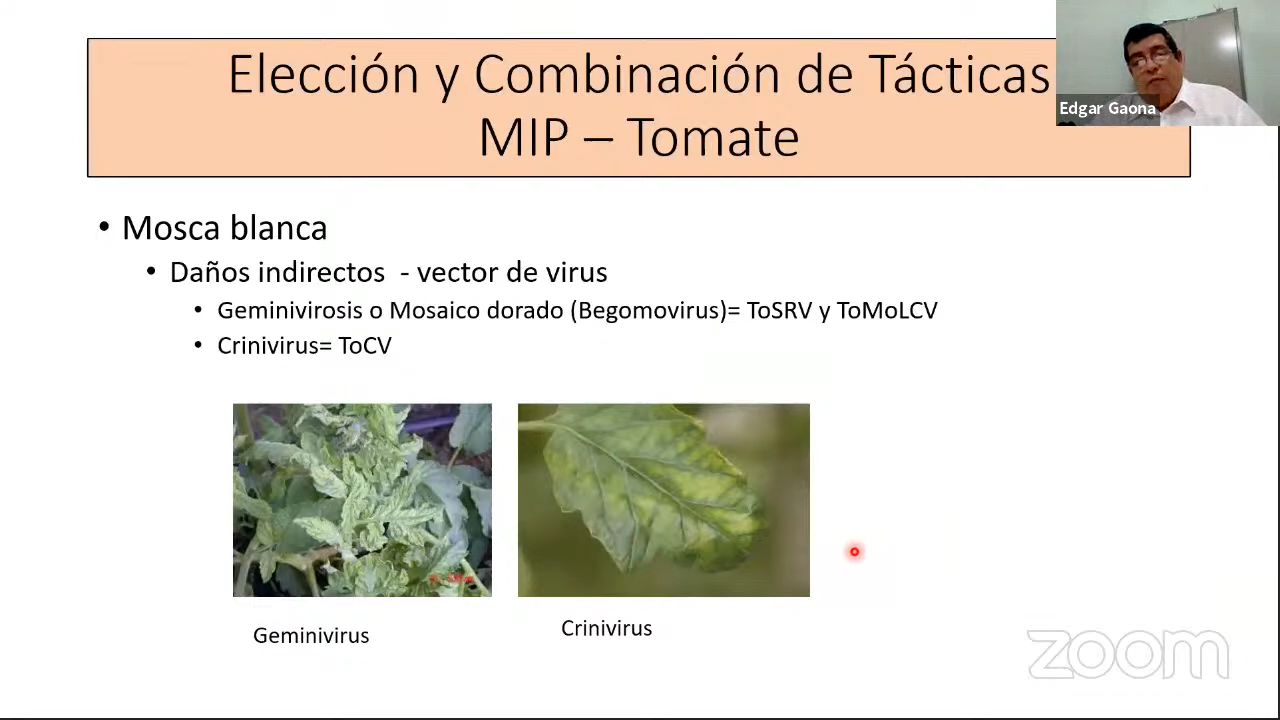 Elección y Combinación de Tácticas
MIP – Tomate
Edgar Gaona
• Mosca blanca
• Daños indirectos - vector de virus
• Geminivirosis o Mosaico dorado (Begomovirus)= ToSRV y ToMoLCV
• Crinivirus= ToCV
Geminivirus
Crinivirus
zoom